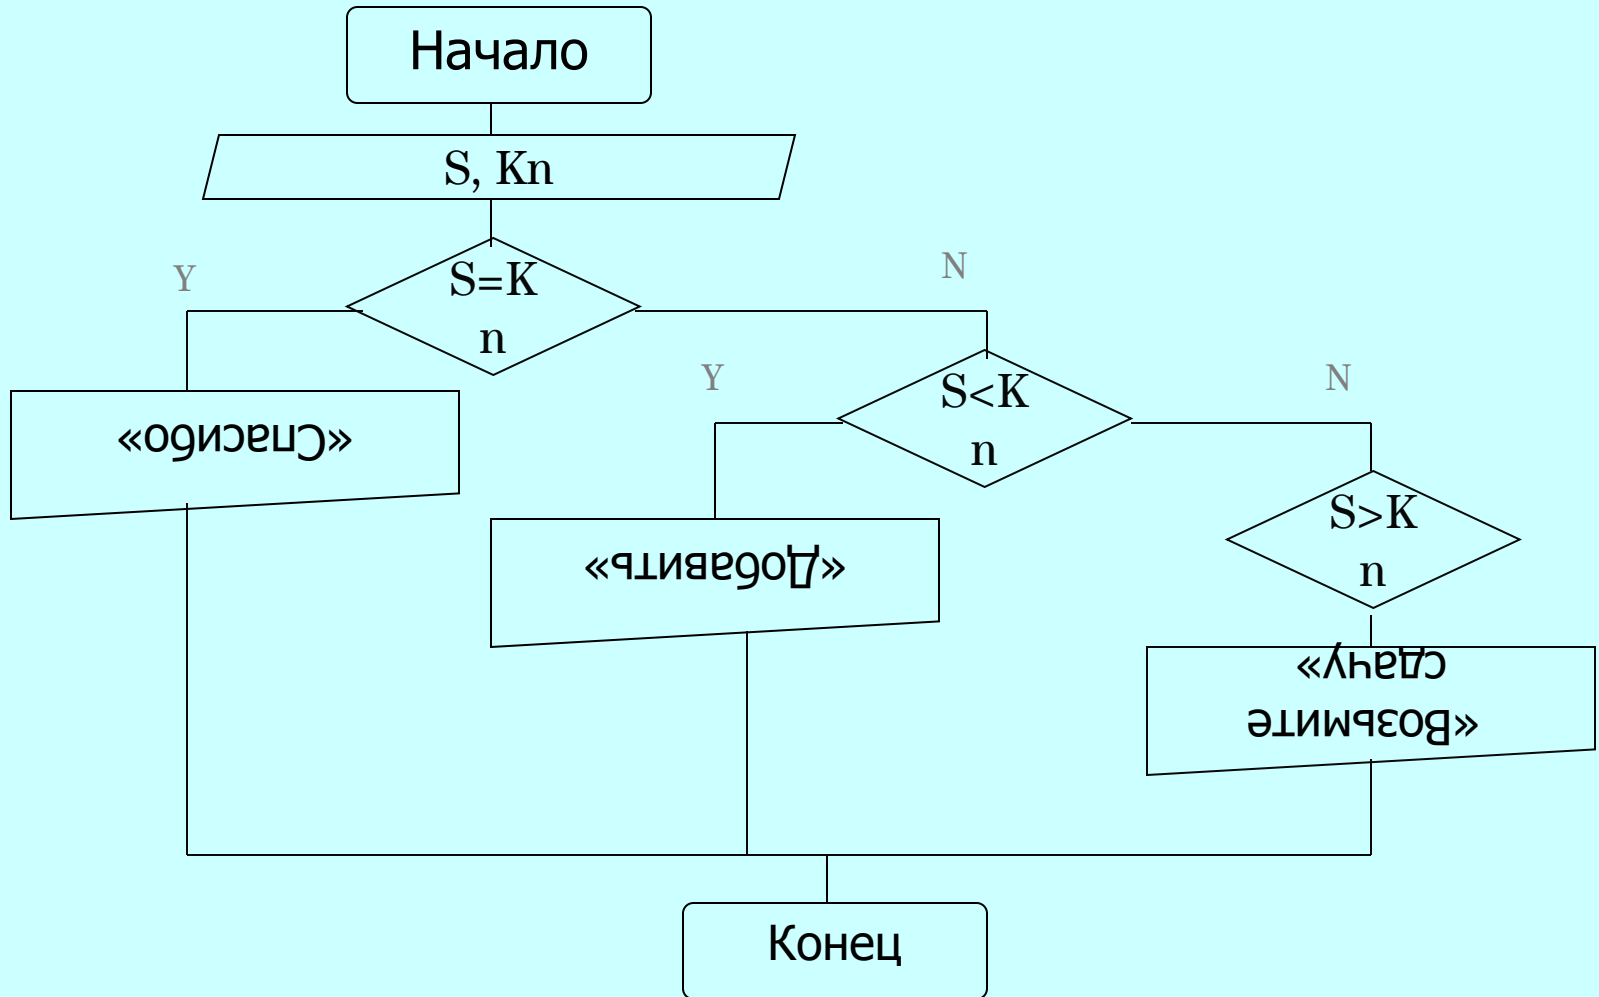 Начало
S, Kn
Y
N
S=K
n
Y
N
S<K
n
«Спасибо»
S>K
n
«Добавить»
«Возьмите
сдачу»
Конец